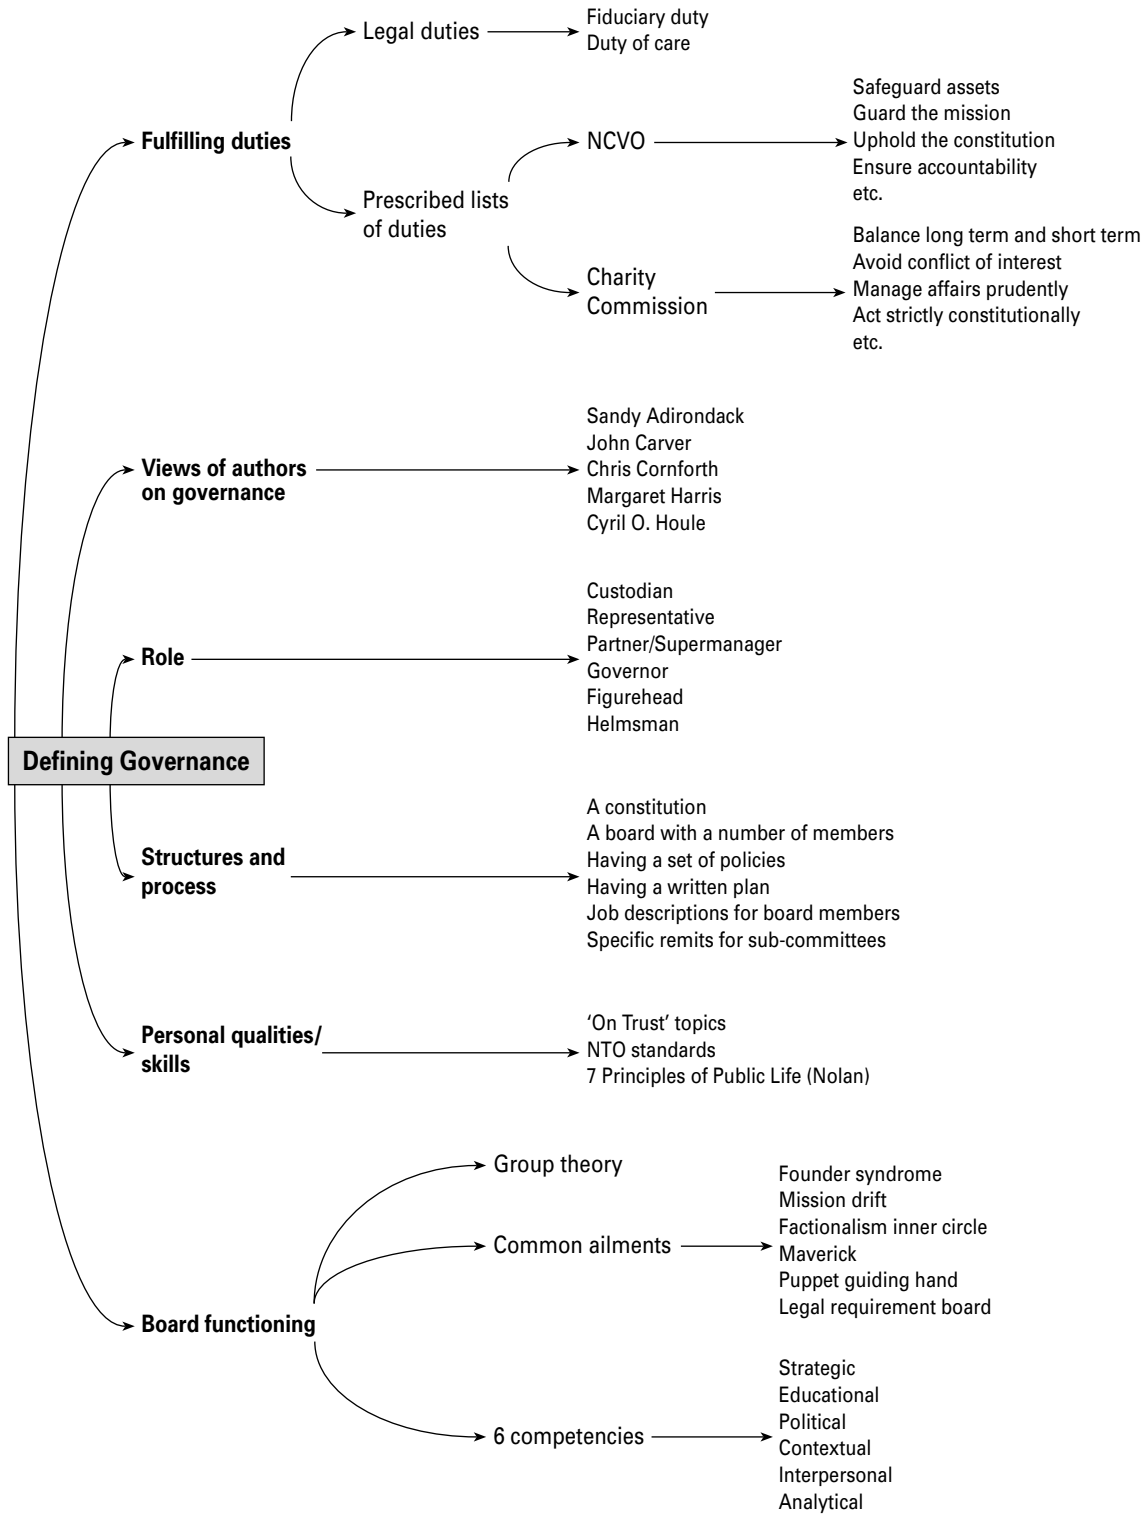 Legal duties
Fiduciary duty
Duty of care
Fulfilling duties
Prescribed lists
of duties
NCVO
Safeguard assets
Guard the mission
Uphold the constitution
Ensure accountability
etc.
Charity
Commission
Balance long term and short term
Avoid conflict of interest
Manage affairs prudently
Act strictly constitutionally
etc.
Views of authors
on governance
Sandy Adirondack
John Carver
Chris Cornforth
Margaret Harris
Cyril O. Houle
Role
Custodian
Representative
Partner/Supermanager
Governor
Figurehead
Helmsman
Defining Governance
Structures and
process
A constitution
A board with a number of members
Having a set of policies
Having a written plan
Job descriptions for board members
Specific remits for sub-committees
Personal qualities/
skills
'On Trust' topics
NTO standards
7 Principles of Public Life (Nolan)
Board functioning
Group theory
Common ailments
Founder syndrome
Mission drift
Factionalism inner circle
Maverick
Puppet guiding hand
Legal requirement board
6 competencies
Strategic
Educational
Political
Contextual
Interpersonal
Analytical